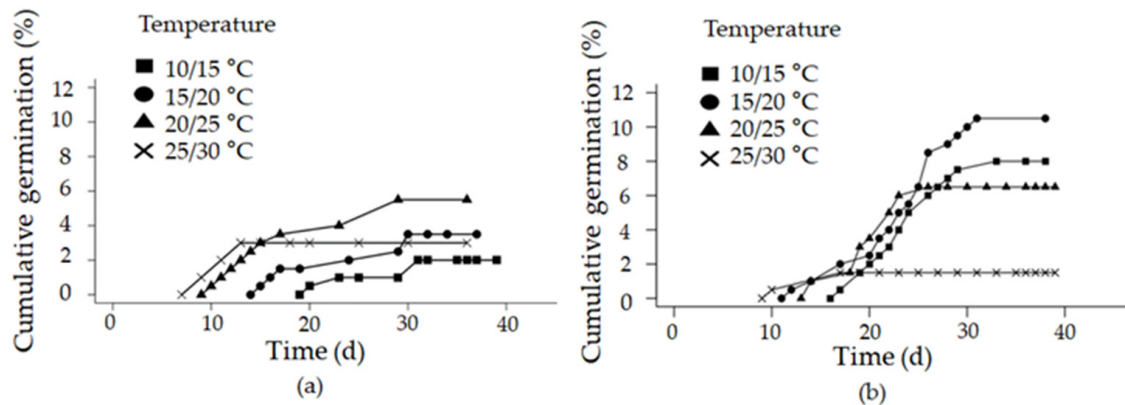 Temperature
10/15 °C
15/20 °C
20/25 °C
25/30 °C
Cumulative germination (%)
12
10
8
6
4
2
0
0
10
20
30
40
Time (d)
(a)
Temperature
10/15 °C
15/20 °C
20/25 °C
25/30 °C
Cumulative germination (%)
12
10
8
6
4
2
0
0
10
20
30
40
Time (d)
(b)